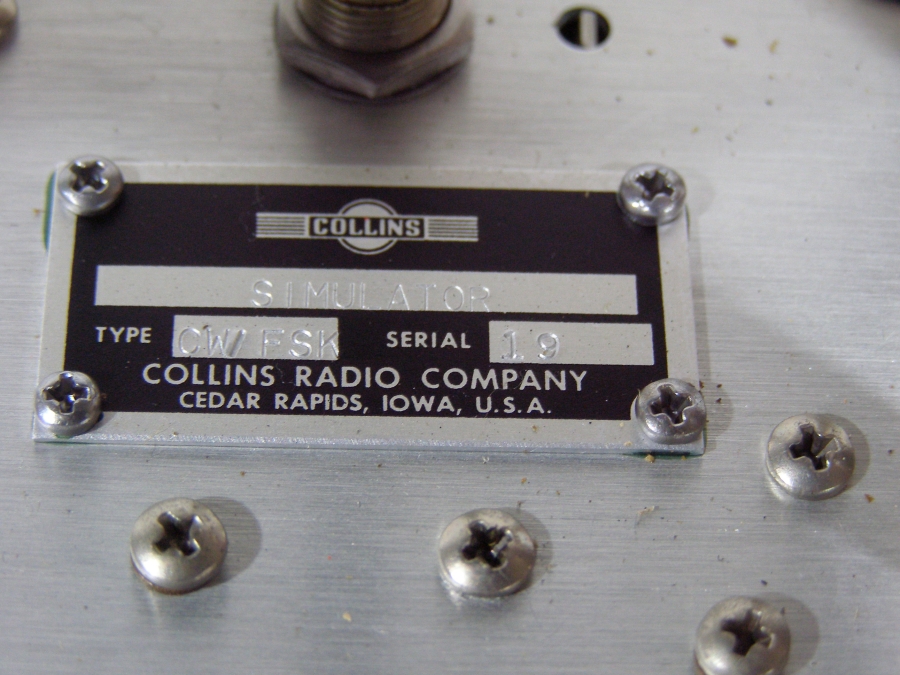 COLLINS
SIMULATOR
TYPE CW/FSK SERIAL 19
COLLINS RADIO COMPANY
CEDAR RAPIDS, IOWA, U.S.A.